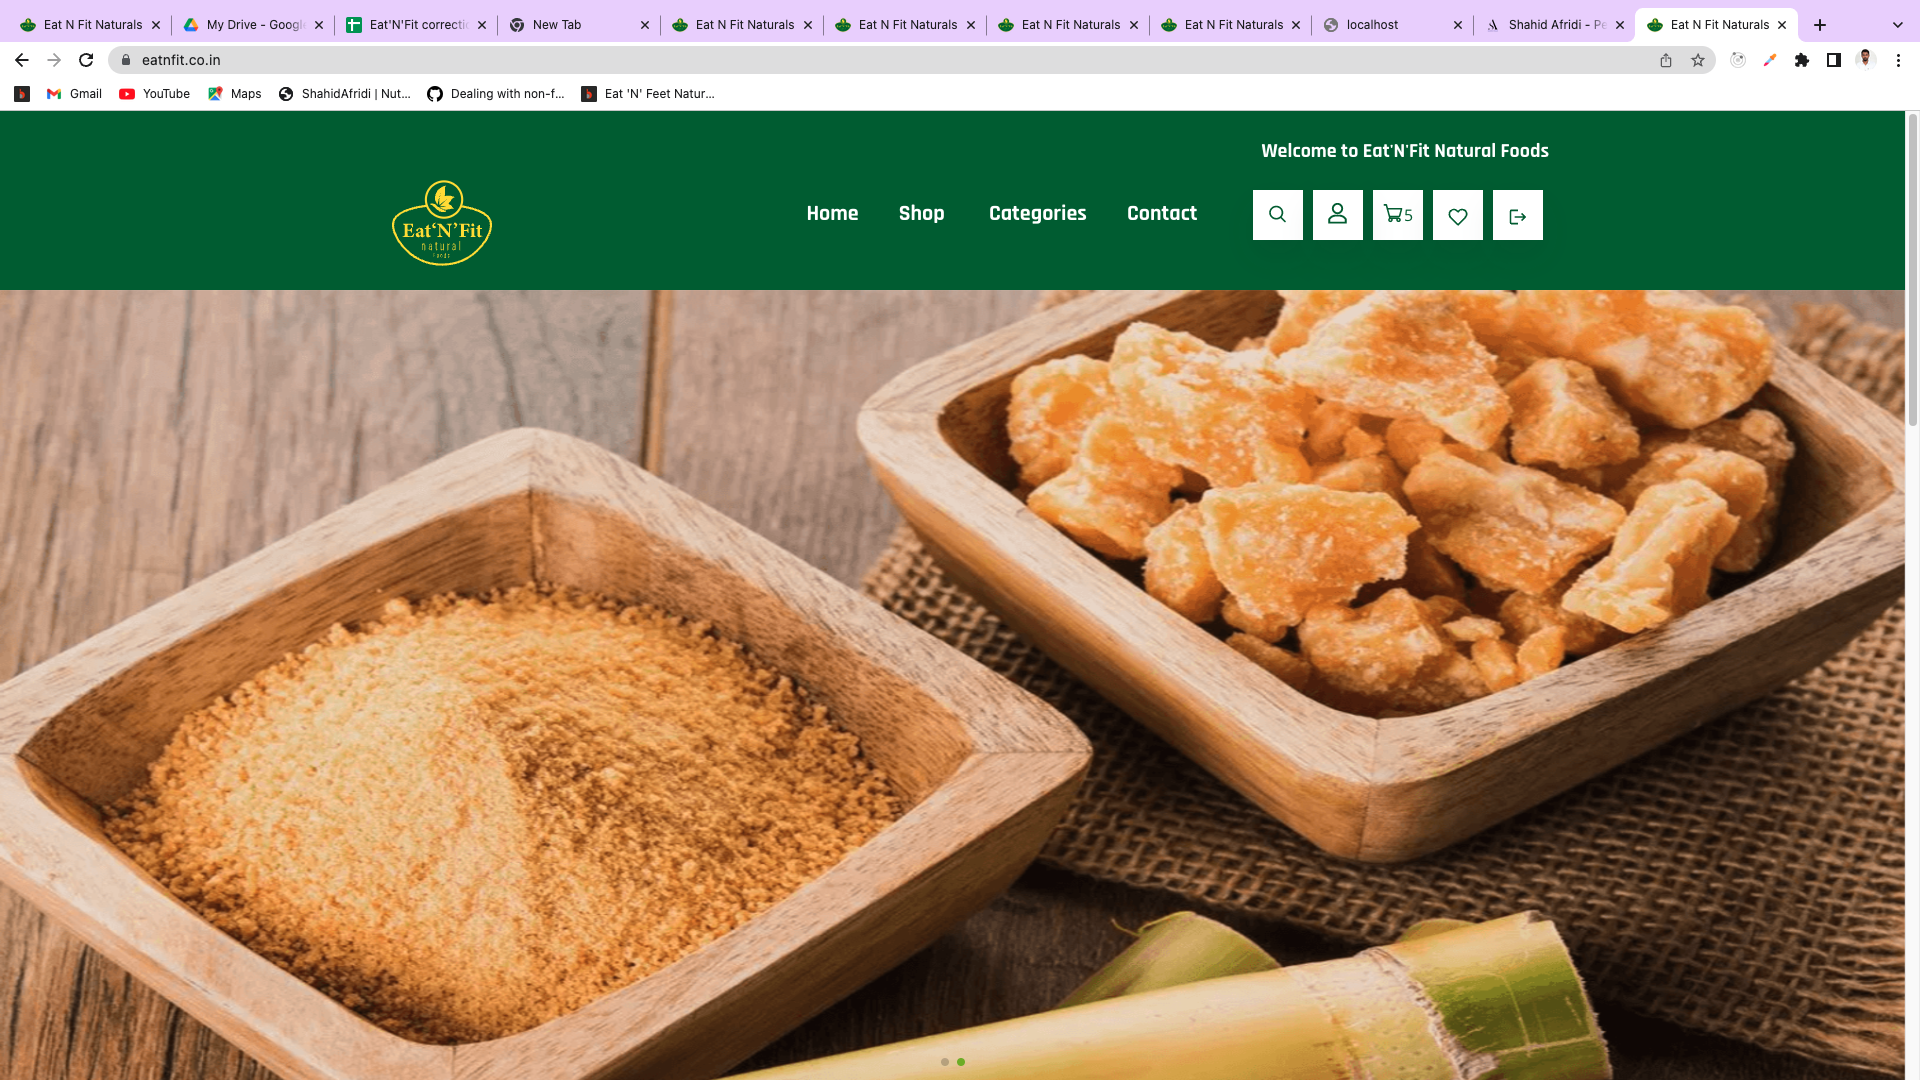 Eat N Fit Naturals
My Drive - Google
Eat'N'Fit correctio
New Tab
Eat N Fit Naturals
Eat N Fit Naturals
Eat N Fit Naturals
Eat N Fit Naturals
localhost
Shahid Afridi - Pe
Eat N Fit Naturals
eatnfit.co.in
Gmail
YouTube
Maps
ShahidAfridi | Nut...
Dealing with non-f...
Eat 'N' Feet Natur...
Welcome to Eat'N'Fit Natural Foods
Eat'N'Fit
natural
Foods
Home
Shop
Categories
Contact
5